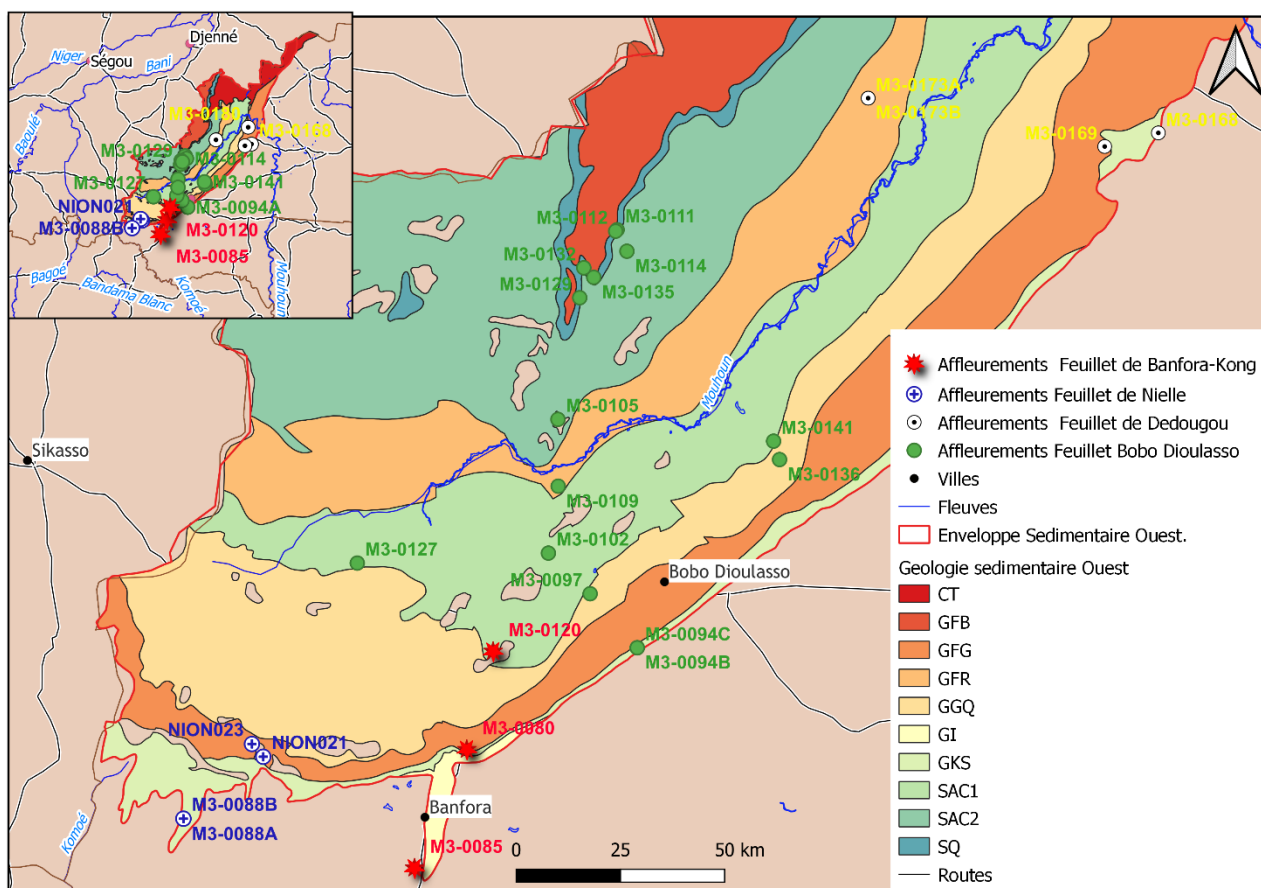 Djenné
Niger
Ségou
Bani
Baoulé
M3-0180
M3-0168
M3-0129
M3-0114
M3-0127
M3-0141
NION021
M3-0094A
M3-0088B
M3-0120
M3-0085
Bagoé
Komoé
Bandama Blanc
Mouhoun
M3-0173A
M3-0173B
M3-0168
M3-0169
M3-0112
M3-0111
M3-0132
M3-0114
M3-0129
M3-0135
Mouhoun
M3-0105
M3-0141
Sikasso
M3-0136
M3-0109
M3-0102
M3-0127
M3-0097
Bobo Dioulasso
M3-0120
M3-0094C
M3-0094B
NION023
M3-0080
NION021
M3-0088B
M3-0088A
Banfora
Komoé
M3-0085
0 25 50 km
Affleurements Feuillet de Banfora-Kong
Affleurements Feuillet de Nielle
Affleurements Feuillet de Dedougou
Affleurements Feuillet Bobo Dioulasso
Villes
Fleuves
Enveloppe Sedimentaire Ouest.
Geologie sedimentaire Ouest
CT
GFB
GFG
GFR
GGQ
GI
GKS
SAC1
SAC2
SQ
Routes